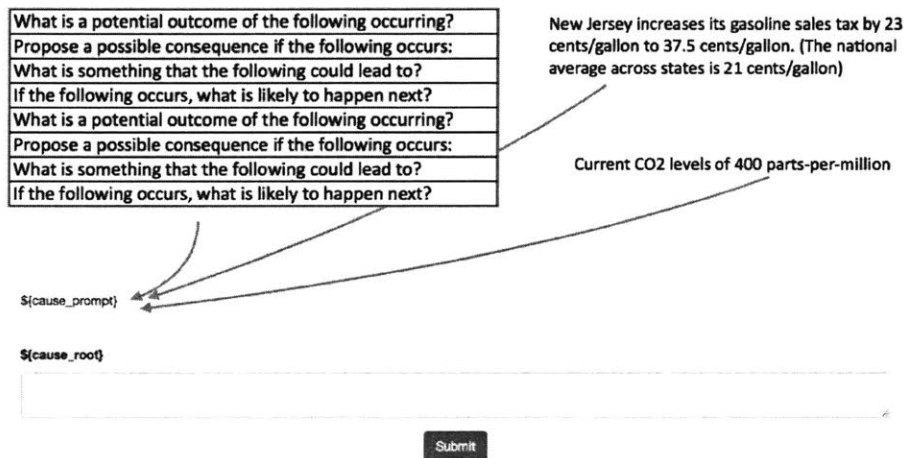 What is a potential outcome of the following occurring?
Propose a possible consequence if the following occurs:
What is something that the following could lead to?
If the following occurs, what is likely to happen next?
What is a potential outcome of the following occurring?
Propose a possible consequence if the following occurs:
What is something that the following could lead to?
If the following occurs, what is likely to happen next?
New Jersey increases its gasoline sales tax by 23
cents/gallon to 37.5 cents/gallon. (The national
average across states is 21 cents/gallon)
Current CO2 levels of 400 parts-per-million
${cause_prompt}
${cause_root}
Submit